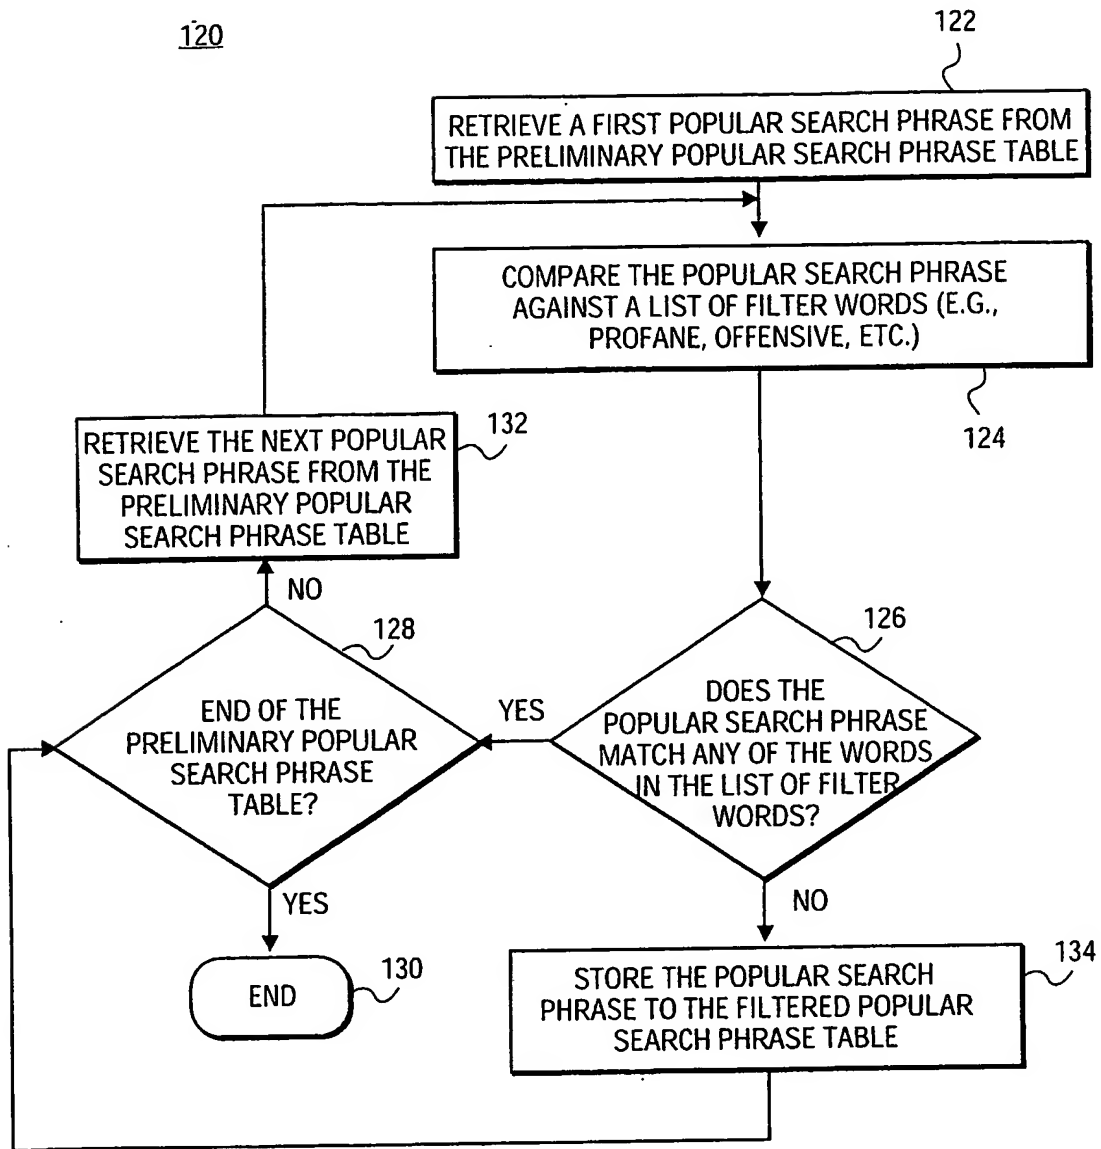 120
122
RETRIEVE A FIRST POPULAR SEARCH PHRASE FROM
THE PRELIMINARY POPULAR SEARCH PHRASE TABLE
COMPARE THE POPULAR SEARCH PHRASE
AGAINST A LIST OF FILTER WORDS (E.G.,
PROFANE, OFFENSIVE, ETC.)
124
RETRIEVE THE NEXT POPULAR
SEARCH PHRASE FROM THE
PRELIMINARY POPULAR
SEARCH PHRASE TABLE
132
NO
128
END OF THE
PRELIMINARY POPULAR
SEARCH PHRASE
TABLE?
YES
126
DOES THE
POPULAR SEARCH PHRASE
MATCH ANY OF THE WORDS
IN THE LIST OF FILTER
WORDS?
YES
NO
END
130
STORE THE POPULAR SEARCH
PHRASE TO THE FILTERED POPULAR
SEARCH PHRASE TABLE
134